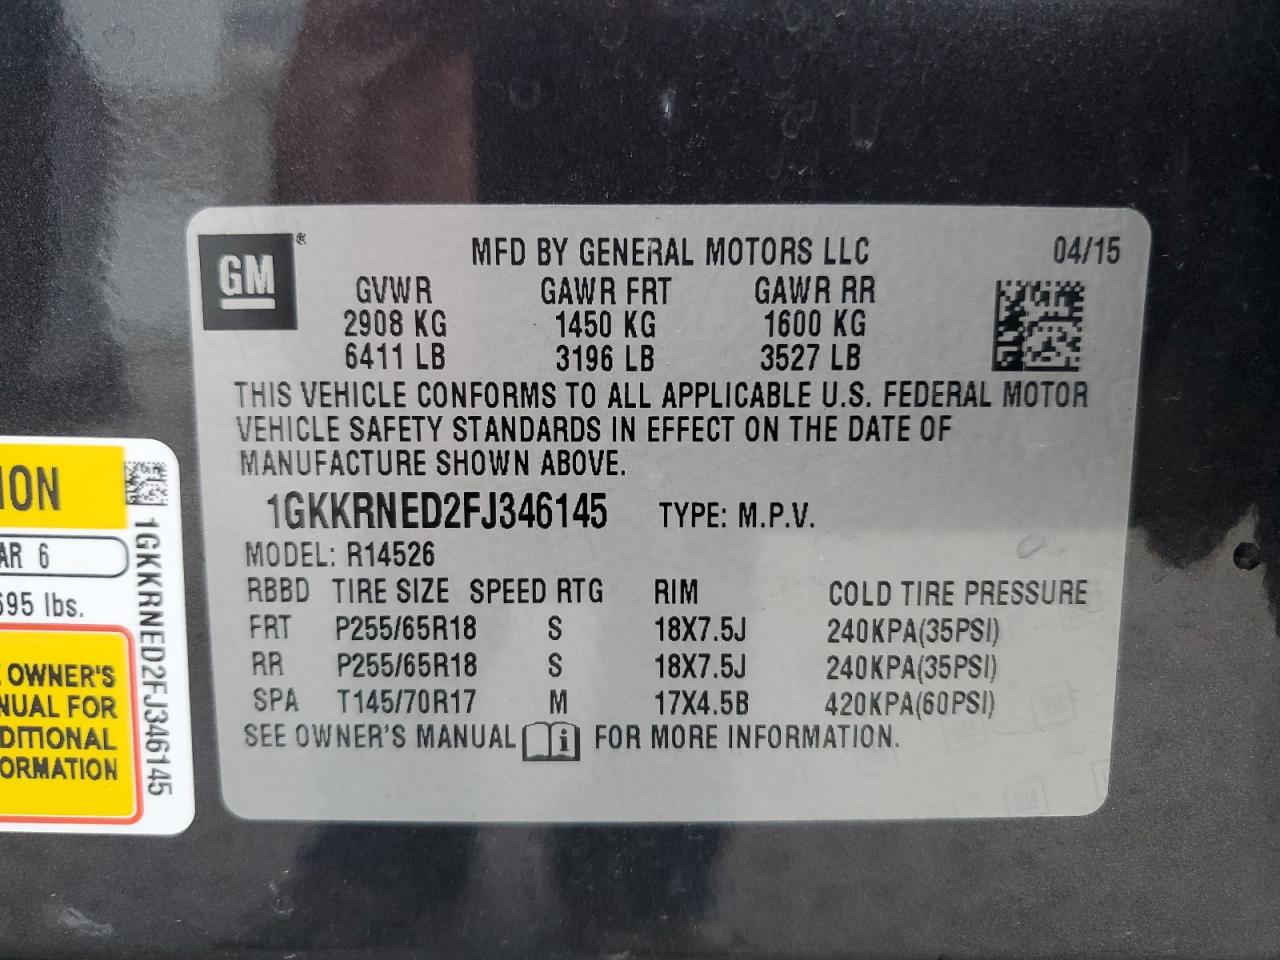 GM ®
MFD BY GENERAL MOTORS LLC 04/15
GVWR GAWR FRT GAWR RR
2908 KG 1450 KG 1600 KG
6411 LB 3196 LB 3527 LB
THIS VEHICLE CONFORMS TO ALL APPLICABLE U.S. FEDERAL MOTOR
VEHICLE SAFETY STANDARDS IN EFFECT ON THE DATE OF
MANUFACTURE SHOWN ABOVE.
1GKKRNED2FJ346145 TYPE: M.P.V.
MODEL: R14526
RBBD TIRE SIZE SPEED RTG RIM COLD TIRE PRESSURE
FRT P255/65R18 S 18X7.5J 240KPA(35PSI)
RR P255/65R18 S 18X7.5J 240KPA(35PSI)
SPA T145/70R17 M 17X4.5B 420KPA(60PSI)
SEE OWNER'S MANUAL i FOR MORE INFORMATION.
ION
AR 6
695 lbs.
E OWNER'S
NUAL FOR
DITIONAL
ORMATION
1GKKRNED2FJ346145